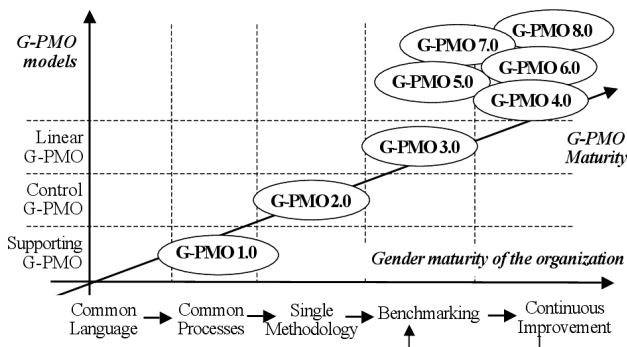 G-PMO
models
G-PMO 8.0
G-PMO 7.0
G-PMO 6.0
G-PMO 5.0
G-PMO 4.0
Linear
G-PMO
G-PMO 3.0
G-PMO
Maturity
Control
G-PMO
G-PMO 2.0
Supporting
G-PMO
G-PMO 1.0
Gender maturity of the organization
Common
Language
Common
Processes
Single
Methodology
Benchmarking
Continuous
Improvement